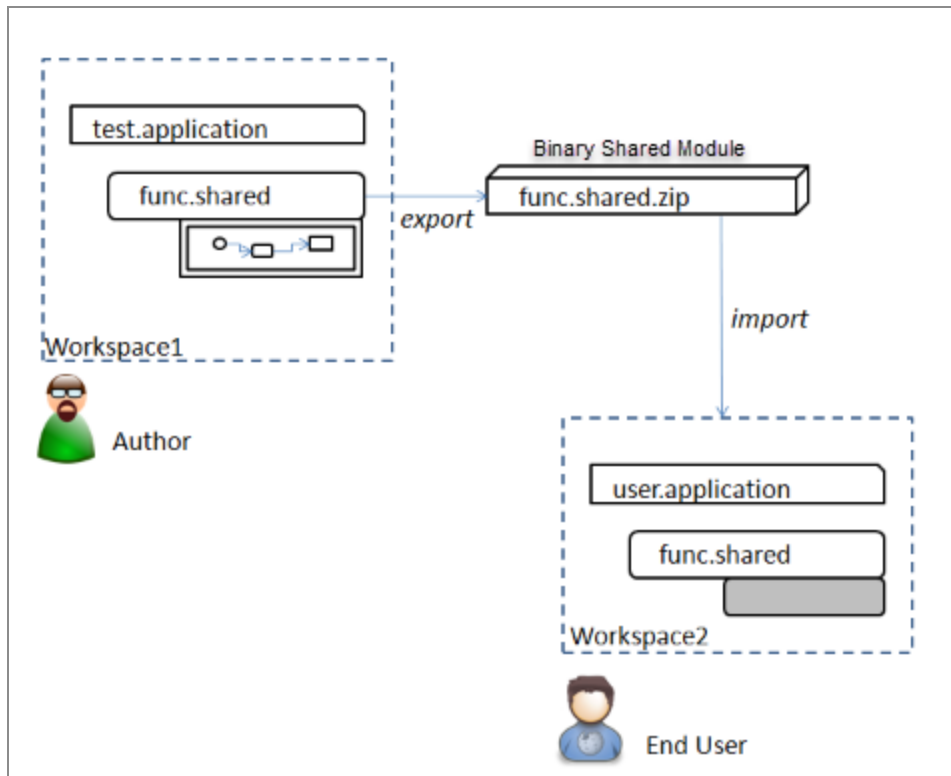 test.application
func.shared
Workspace1
Author
export
Binary Shared Module
func.shared.zip
import
user.application
func.shared
Workspace2
End User